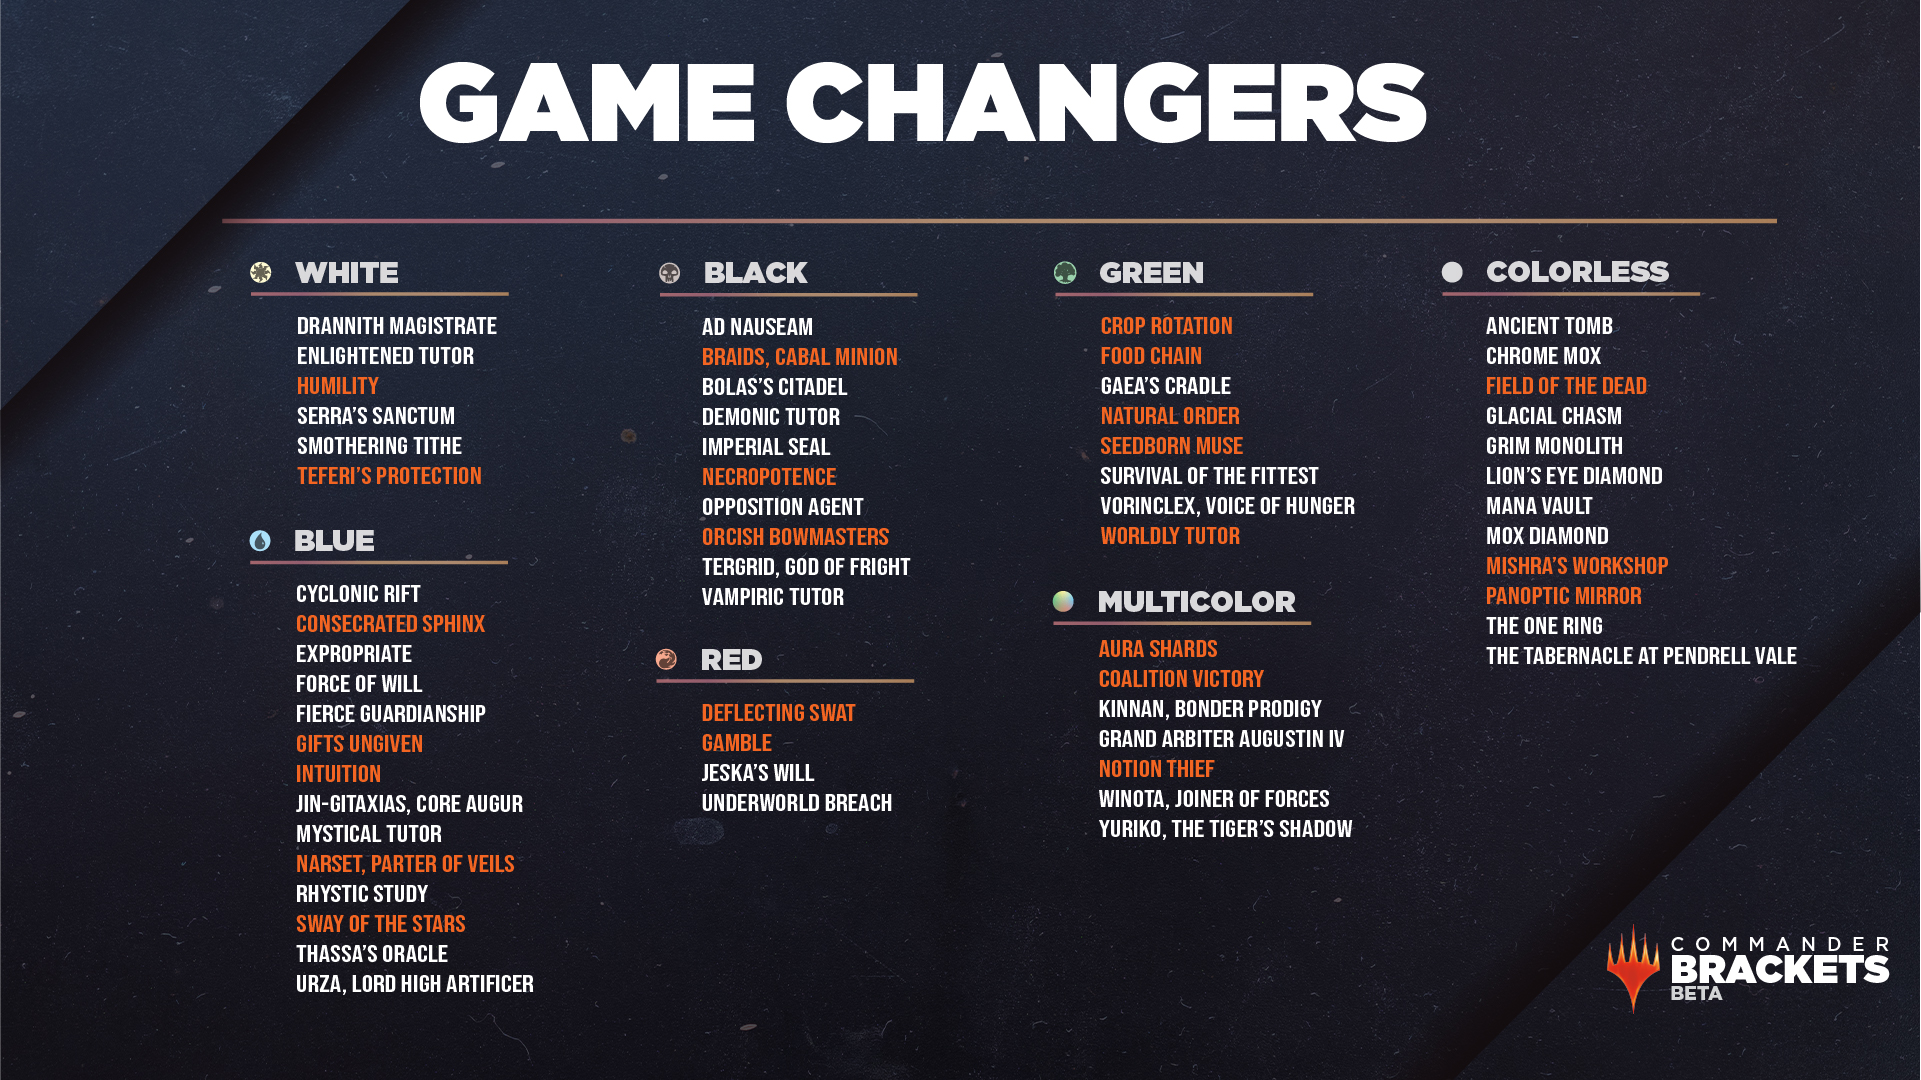 GAME CHANGERS
WHITE
DRANNITH MAGISTRATE
ENLIGHTENED TUTOR
HUMILITY
SERRA'S SANCTUM
SMOTHERING TITHE
TEFERI'S PROTECTION
BLUE
CYCLONIC RIFT
CONSECRATED SPHINX
EXPROPRIATE
FORCE OF WILL
FIERCE GUARDIANSHIP
GIFTS UNGIVEN
INTUITION
JIN-GITAXIAS, CORE AUGUR
MYSTICAL TUTOR
NARSET, PARTER OF VEILS
RHYSTIC STUDY
SWAY OF THE STARS
THASSA'S ORACLE
URZA, LORD HIGH ARTIFICER
BLACK
AD NAUSEAM
BRAIDS, CABAL MINION
BOLAS'S CITADEL
DEMONIC TUTOR
IMPERIAL SEAL
NECROPOTENCE
OPPOSITION AGENT
ORCISH BOWMASTERS
TERGRID, GOD OF FRIGHT
VAMPIRIC TUTOR
RED
DEFLECTING SWAT
GAMBLE
JESKA'S WILL
UNDERWORLD BREACH
GREEN
CROP ROTATION
FOOD CHAIN
GAEA'S CRADLE
NATURAL ORDER
SEEDBORN MUSE
SURVIVAL OF THE FITTEST
VORINCLEX, VOICE OF HUNGER
WORLDLY TUTOR
MULTICOLOR
AURA SHARDS
COALITION VICTORY
KINNAN, BONDER PRODIGY
GRAND ARBITER AUGUSTIN IV
NOTION THIEF
WINOTA, JOINER OF FORCES
YURIKO, THE TIGER'S SHADOW
COLORLESS
ANCIENT TOMB
CHROME MOX
FIELD OF THE DEAD
GLACIAL CHASM
GRIM MONOLITH
LION'S EYE DIAMOND
MANA VAULT
MOX DIAMOND
MISHRA'S WORKSHOP
PANOPTIC MIRROR
THE ONE RING
THE TABERNACLE AT PENDRELL VALE
COMMANDER
BRACKETS
BETA